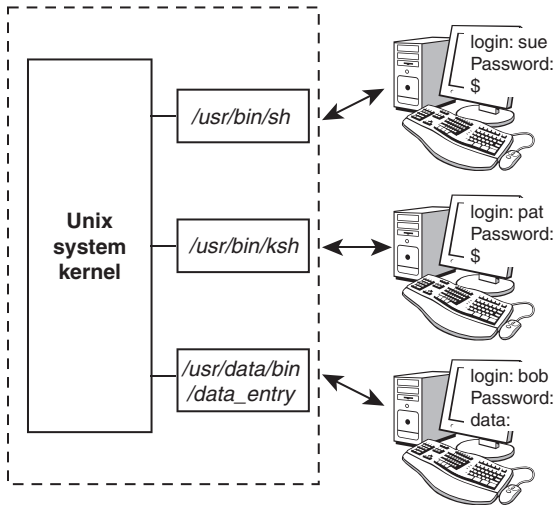 Unix
system
kernel
/usr/bin/sh
/usr/bin/ksh
/usr/data/bin
/data_entry
login: sue
Password:
$
login: pat
Password:
$
login: bob
Password:
data: